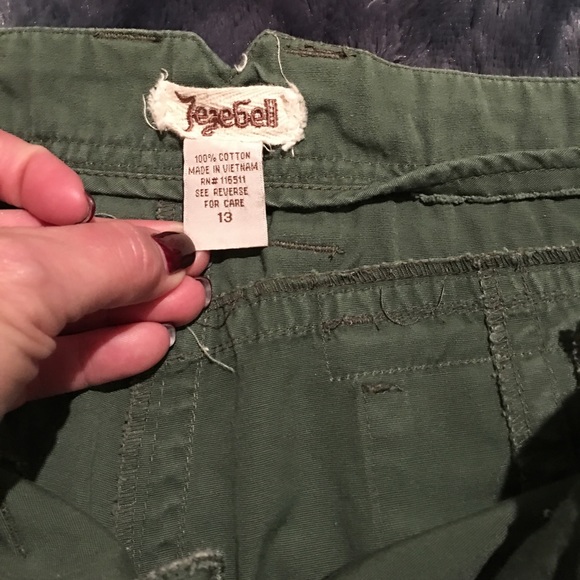 Jezebell
100% COTTON
MADE IN VIETNAM
RN# 116511
SEE REVERSE
FOR CARE
13